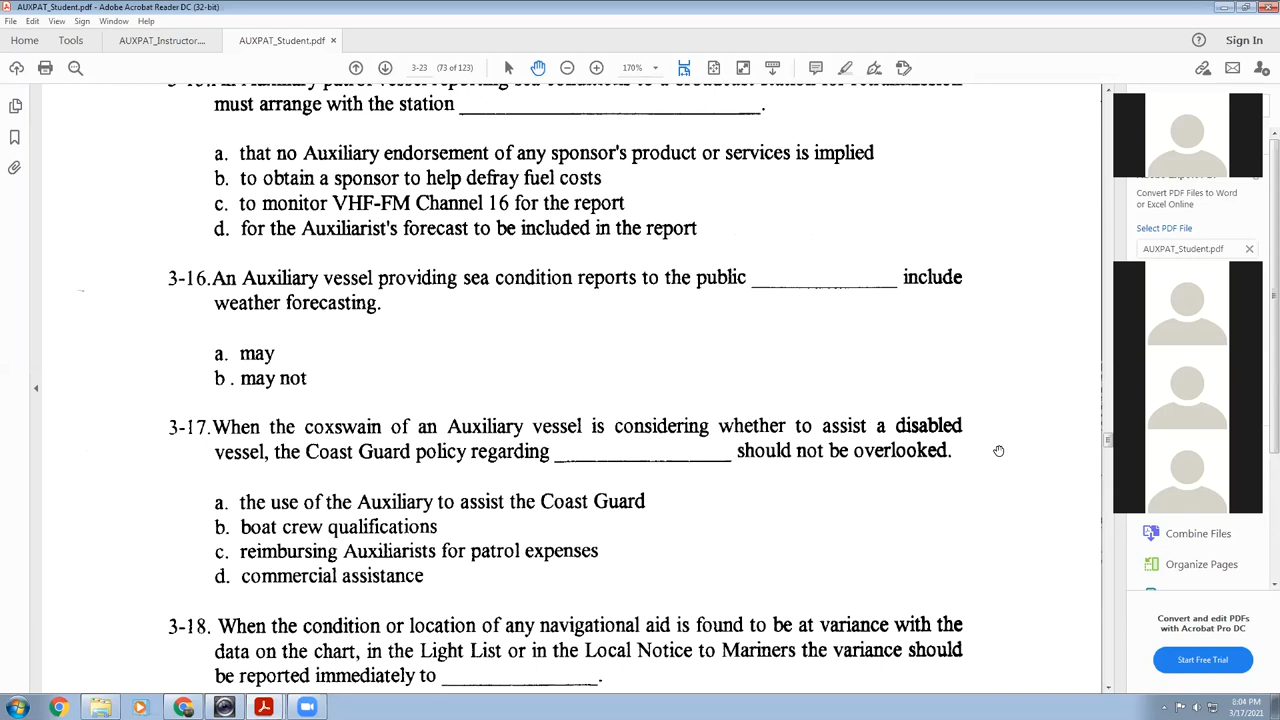 AUXPAT_Student.pdf - Adobe Acrobat Reader DC (32-bit)
File Edit View Sign Window Help
Home Tools AUXPAT_Instructor.... AUXPAT_Student.pdf × Sign In
3-23 (73 of 123) 170%
must arrange with the station ______________________________.
a. that no Auxiliary endorsement of any sponsor's product or services is implied
b. to obtain a sponsor to help defray fuel costs
c. to monitor VHF-FM Channel 16 for the report
d. for the Auxiliarist's forecast to be included in the report
3-16.An Auxiliary vessel providing sea condition reports to the public ______________ include
weather forecasting.
a. may
b . may not
3-17.When the coxswain of an Auxiliary vessel is considering whether to assist a disabled
vessel, the Coast Guard policy regarding _________________ should not be overlooked.
a. the use of the Auxiliary to assist the Coast Guard
b. boat crew qualifications
c. reimbursing Auxiliarists for patrol expenses
d. commercial assistance
3-18. When the condition or location of any navigational aid is found to be at variance with the
data on the chart, in the Light List or in the Local Notice to Mariners the variance should
be reported immediately to _______________.
Convert PDF Files to Word
or Excel Online
Select PDF File
AUXPAT_Student.pdf ×
Combine Files
Organize Pages
Convert and edit PDFs
with Acrobat Pro DC
Start Free Trial
8:04 PM
3/17/2021